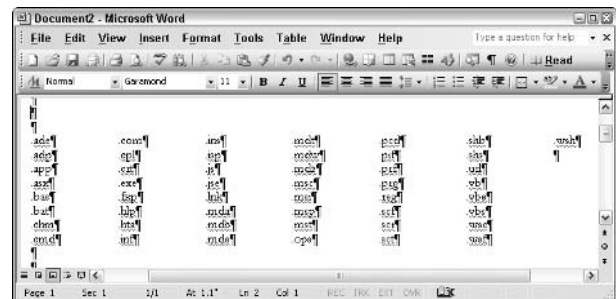 Document2 - Microsoft Word
File Edit View Insert Format Tools Table Window Help Type a question for help
Read
Normal Garamond 11 B I U
¶
¶
¶
.ade¶ .com¶ .ins¶ .mdt¶ .pcd¶ .shb¶ .wsh¶
.adp¶ .cpl¶ .isp¶ .mdw¶ .pif¶ .shs¶ ¶
.app¶ .crt¶ .js¶ .mdz¶ .prf¶ .url¶
.asx¶ .exe¶ .jse¶ .msc¶ .prg¶ .vb¶
.bas¶ .fxp¶ .lnk¶ .msi¶ .reg¶ .vbe¶
.bat¶ .hlp¶ .mda¶ .msp¶ .scf¶ .vbs¶
.chm¶ .hta¶ .mdb¶ .mst¶ .scr¶ .wsc¶
.cmd¶ .inf¶ .mde¶ .ops¶ .sct¶ .wsf¶
¶
Page 1 Sec 1 1/1 At 1.1" Ln 2 Col 1 REC TRK EXT OVR